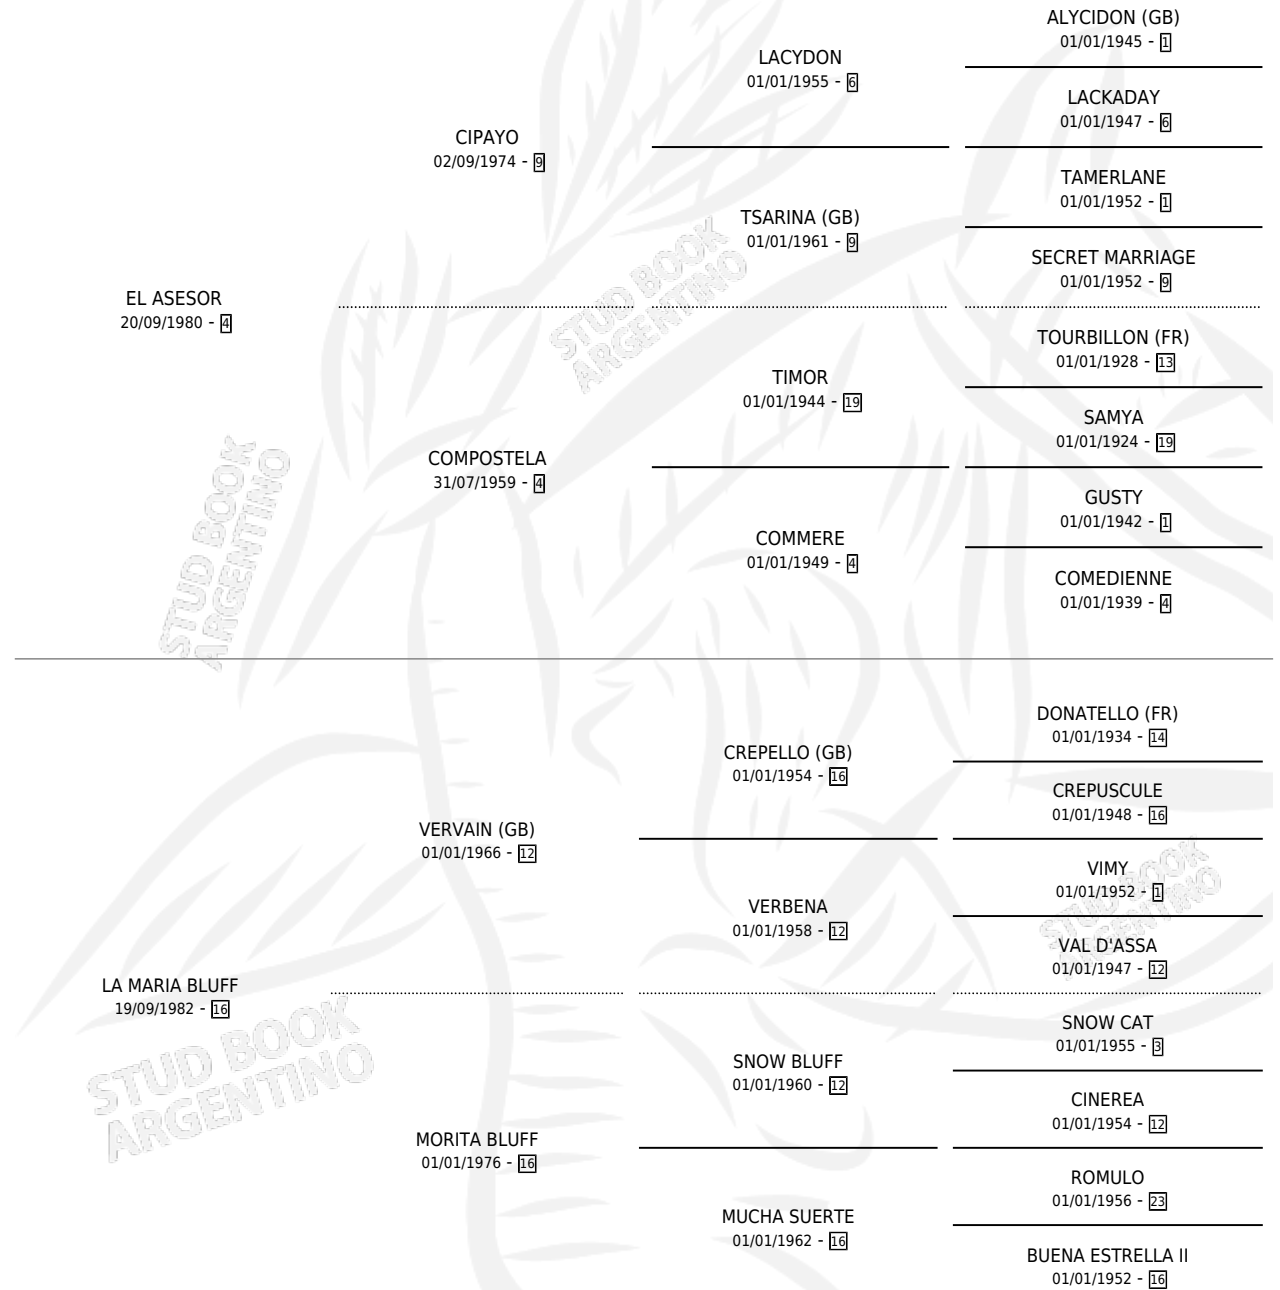 ALYCIDON (GB)
01/01/1945 - 1
LACYDON
01/01/1955 - 6
LACKADAY
01/01/1947 - 6
CIPAYO
02/09/1974 - 9
TAMERLANE
01/01/1952 - 1
TSARINA (GB)
01/01/1961 - 9
SECRET MARRIAGE
01/01/1952 - 9
EL ASESOR
20/09/1980 - 4
TOURBILLON (FR)
01/01/1928 - 13
TIMOR
01/01/1944 - 19
SAMYA
01/01/1924 - 19
COMPOSTELA
31/07/1959 - 4
GUSTY
01/01/1942 - 1
COMMERE
01/01/1949 - 4
COMEDIENNE
01/01/1939 - 4
DONATELLO (FR)
01/01/1934 - 14
CREPELLO (GB)
01/01/1954 - 16
CREPUSCULE
01/01/1948 - 16
VERVAIN (GB)
01/01/1966 - 12
VIMY
01/01/1952 - 1
VERBENA
01/01/1958 - 12
VAL D'ASSA
01/01/1947 - 12
LA MARIA BLUFF
19/09/1982 - 16
SNOW CAT
01/01/1955 - 3
SNOW BLUFF
01/01/1960 - 12
CINEREA
01/01/1954 - 12
MORITA BLUFF
01/01/1976 - 16
ROMULO
01/01/1956 - 23
MUCHA SUERTE
01/01/1962 - 16
BUENA ESTRELLA II
01/01/1952 - 16
STUD BOOK
ARGENTINO
STUD BOOK
ARGENTINO
STUD BOOK
ARGENTINO
STUD BOOK
ARGENTINO